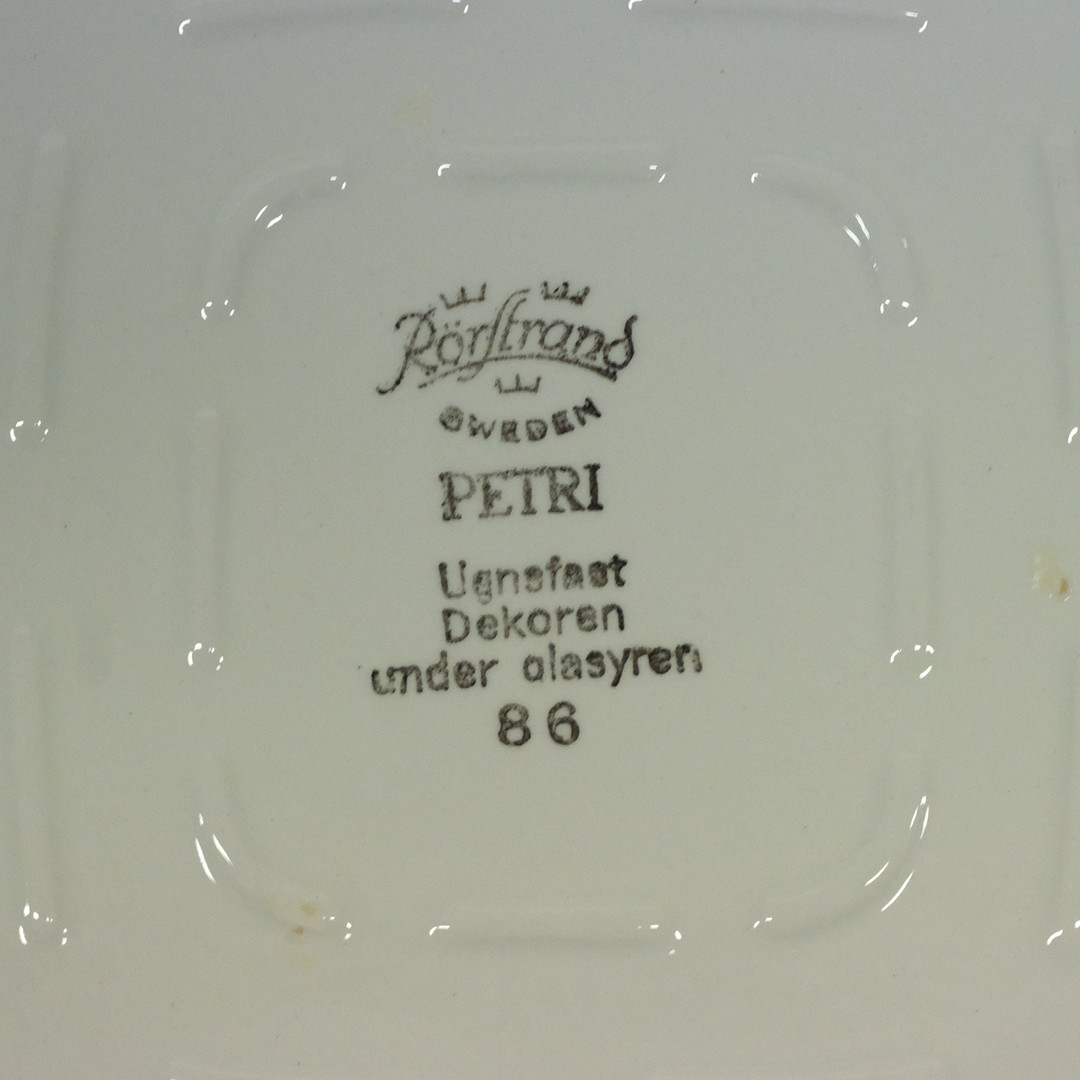 Rörstrand
SWEDEN
PETRI
Ugnsfast
Dekoren
under glasyren
86